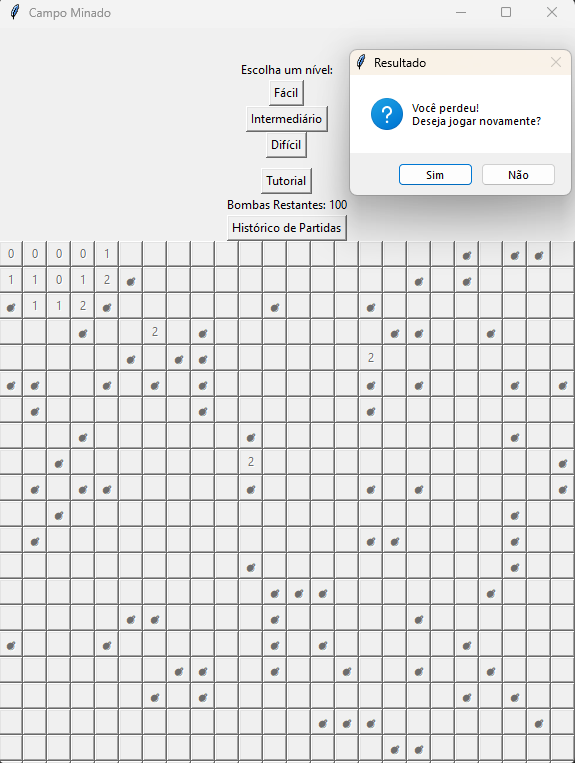 Campo Minado
Resultado
Você perdeu!
Deseja jogar novamente?
Sim Não
Escolha um nível:
Fácil
Intermediário
Difícil
Tutorial
Bombas Restantes: 100
Histórico de Partidas
0 0 0 0 1
1 1 0 1 2
1 1 2
2
2
2